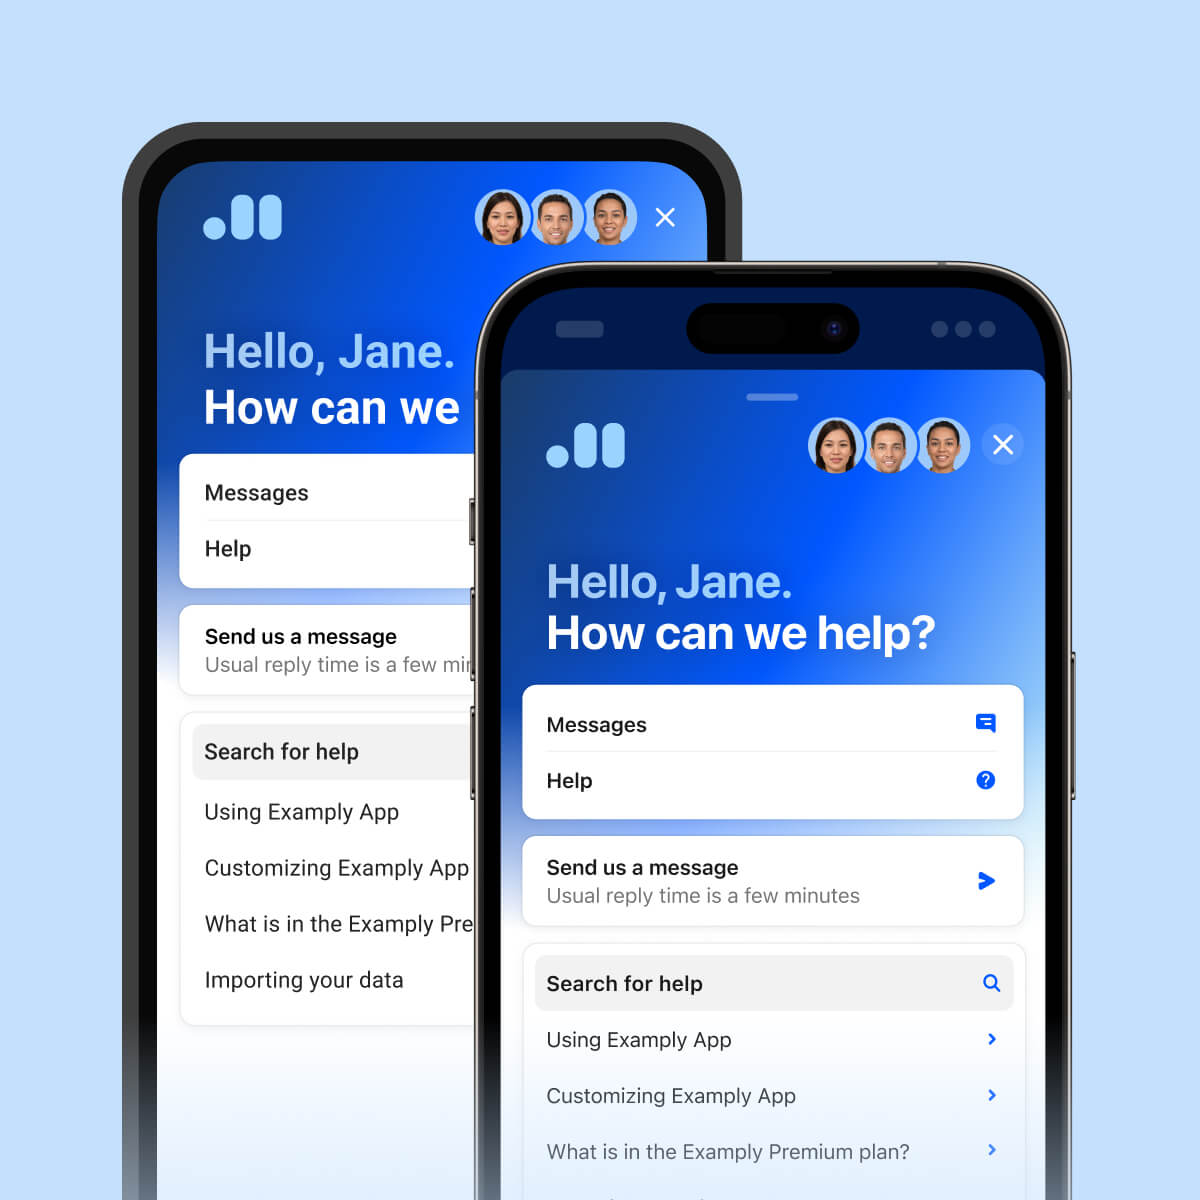 Hello, Jane.
How can we
Messages
Help
Send us a message
Usual reply time is a few
Search for help
Using Examply App
Customizing Examply App
What is in the Examply
Importing your data
Hello, Jane.
How can we help?
Messages
Help
Send us a message
Usual reply time is a few minutes
Search for help
Using Examply App
Customizing Examply App
What is in the Examply Premium plan?